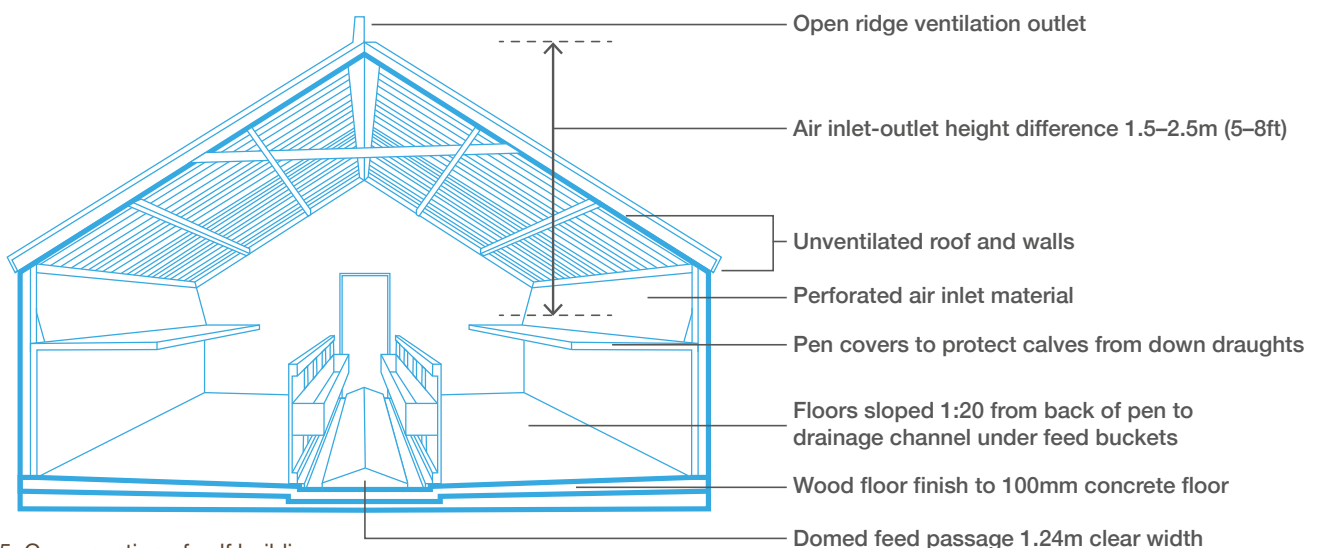 Open ridge ventilation outlet
Air inlet-outlet height difference 1.5–2.5m (5–8ft)
Unventilated roof and walls
Perforated air inlet material
Pen covers to protect calves from down draughts
Floors sloped 1:20 from back of pen to
drainage channel under feed buckets
Wood floor finish to 100mm concrete floor
Domed feed passage 1.24m clear width